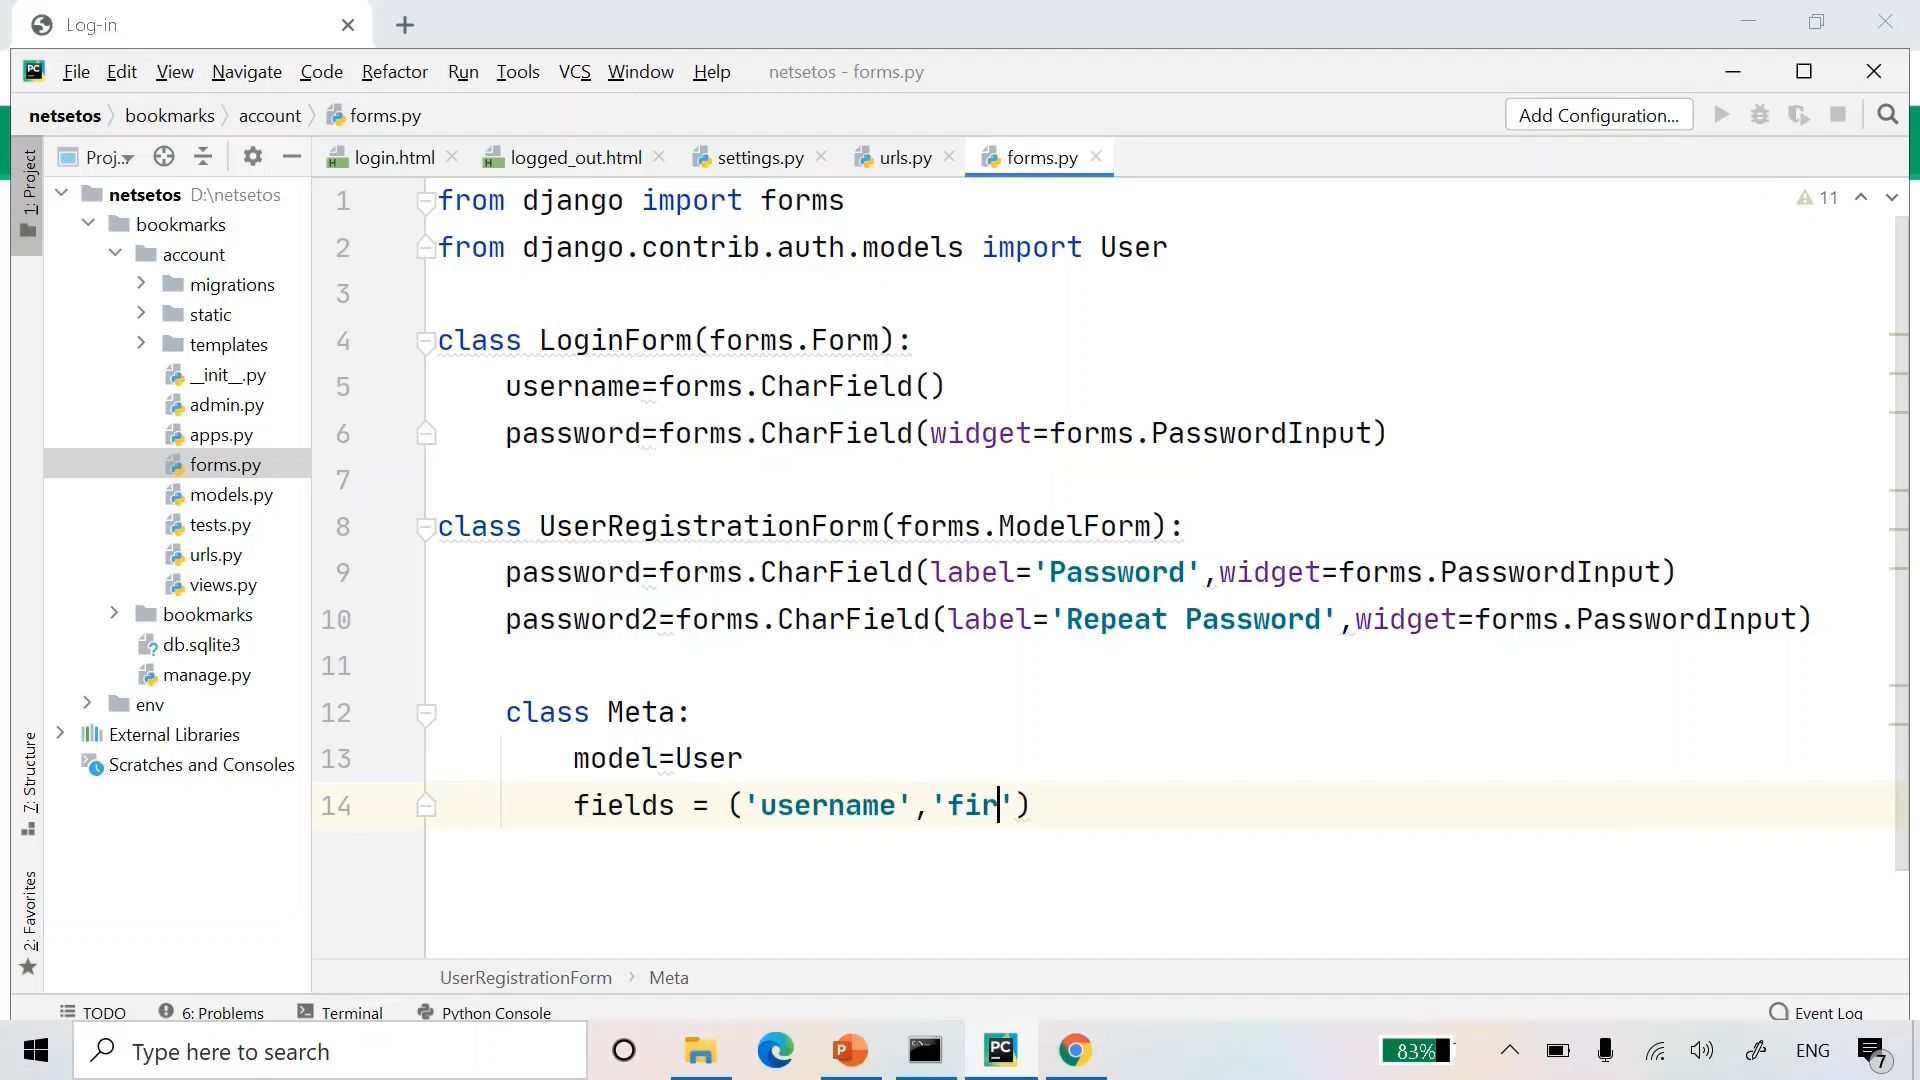 Log-in
File Edit View Navigate Code Refactor Run Tools VCS Window Help netsetos - forms.py
netsetos bookmarks account forms.py Add Configuration...
1: Project
Proj.. login.html logged_out.html settings.py urls.py forms.py
netsetos D:\netsetos
bookmarks
account
migrations
static
templates
__init__.py
admin.py
apps.py
forms.py
models.py
tests.py
urls.py
views.py
bookmarks
db.sqlite3
manage.py
env
External Libraries
Scratches and Consoles
7: Structure
2: Favorites
11
1 from django import forms
2 from django.contrib.auth.models import User
3
4 class LoginForm(forms.Form):
5 username=forms.CharField()
6 password=forms.CharField(widget=forms.PasswordInput)
7
8 class UserRegistrationForm(forms.ModelForm):
9 password=forms.CharField(label='Password',widget=forms.PasswordInput)
10 password2=forms.CharField(label='Repeat Password',widget=forms.PasswordInput)
11
12 class Meta:
13 model=User
14 fields = ('username','fir')
UserRegistrationForm Meta
TODO 6: Problems Terminal Python Console Event Log
Type here to search 83% ENG 7